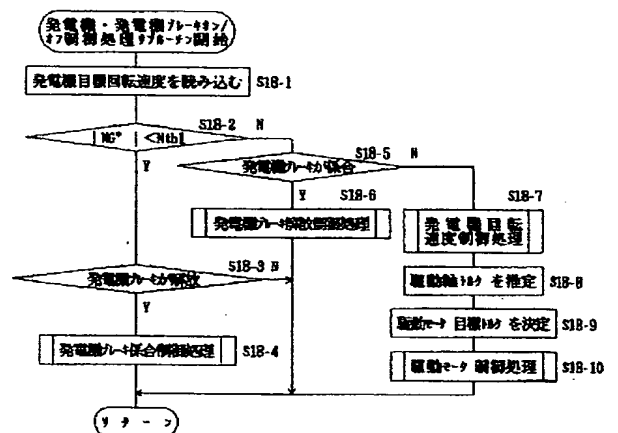 発電機・発電機ブレーキオン/
オフ制御処理サブルーチン開始
発電機目標回転速度を読み込む S18-1
|NG* | <Nth1 S18-2 N
Y
発電機ブレーキが係合 S18-5 N
Y
S18-6
発電機ブレーキ解放制御処理
S18-7
発電機回転
速度制御処理
発電機ブレーキが解放 S18-3 N
Y
駆動軸トルク を推定 S18-8
駆動モータ 目標トルク を決定 S18-9
発電機ブレーキ係合制御処理 S18-4
駆動モータ 制御処理 S18-10
リターン